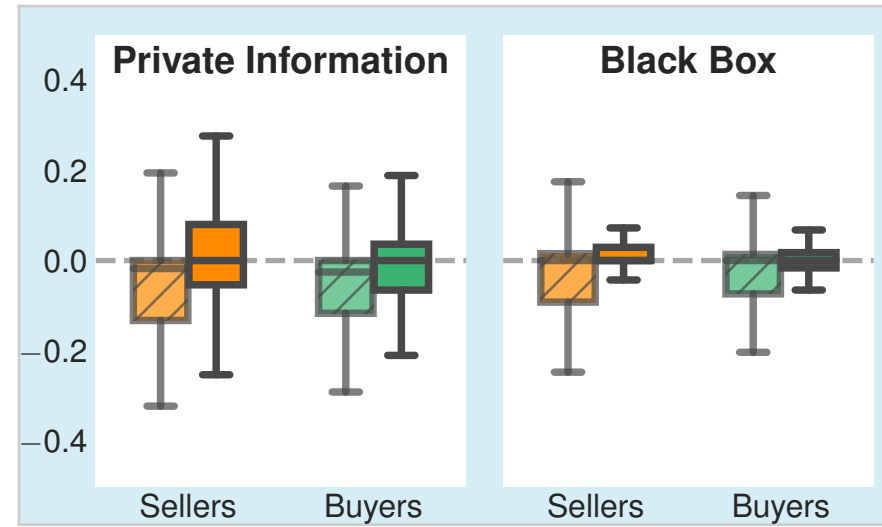 Private Information
Black Box
0.4
0.2
0.0
−0.2
−0.4
Sellers
Buyers
Sellers
Buyers